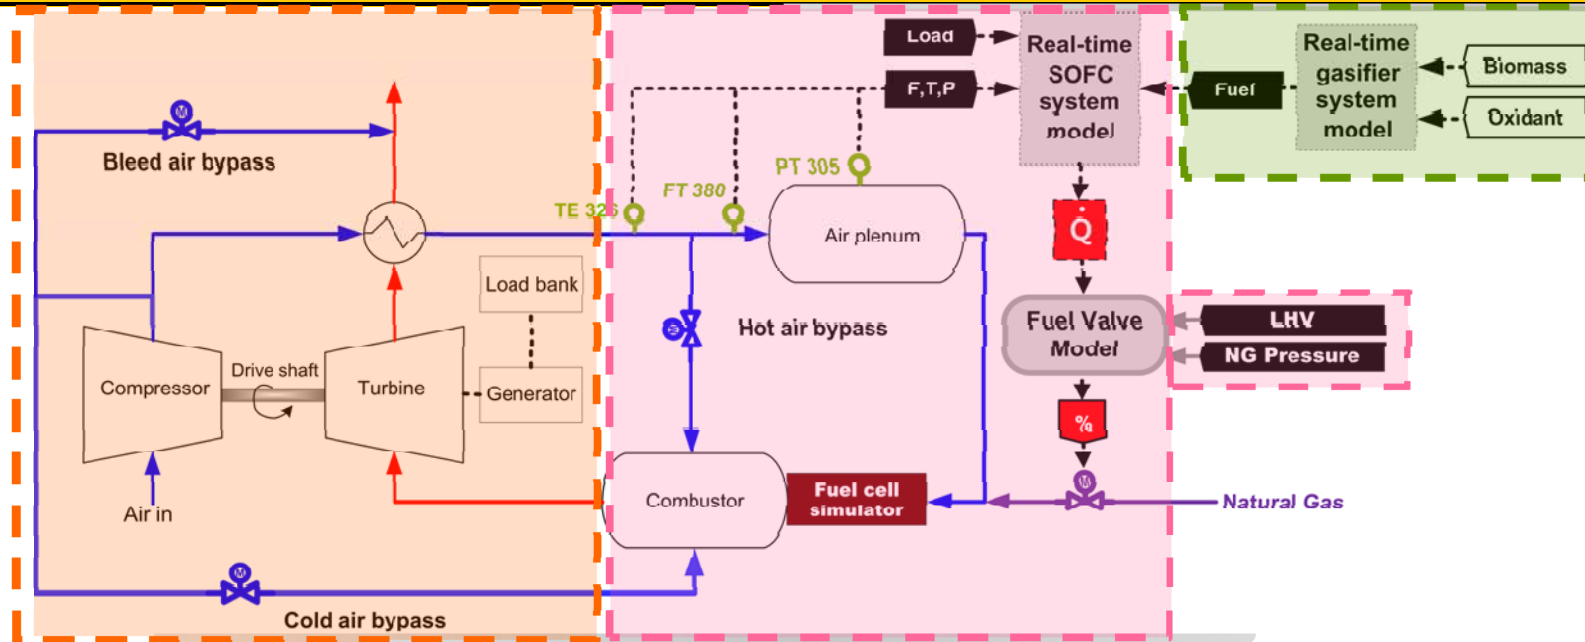 Load
Real-time
SOFC
system
model
F,T,P
Fuel
Real-time
gasifier
system
model
Biomass
Oxidant
M
Bleed air bypass
PT 305
FT 380
TE 326
Air plenum
Q̇
Load bank
Hot air bypass
M
Fuel Valve
Model
LHV
NG Pressure
Compressor
Drive shaft
Turbine
Generator
%
Combustor
Fuel cell
simulator
M
Natural Gas
Air in
M
Cold air bypass